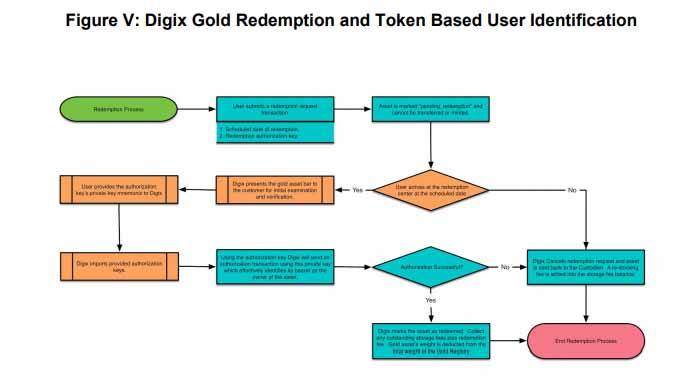 Figure V: Digix Gold Redemption and Token Based User Identification
Redemption Process
User submits a redemption request
transaction
1. Scheduled date of redemption.
2. Redemption authorization key.
Asset is marked "pending_redemption" and
cannot be transferred or minted.
User arrives at the redemption
center at the scheduled date
Yes
No
Digix presents the gold asset bar to
the customer for initial examination
and verification.
User provides the authorization
key's private key mnemonic to Digix.
Digix imports provided authorization
keys.
Using the authorization key Digix will send an
authorization transaction using this private key
which effectively identifies its bearer as the
owner of the asset.
Authorization Successful?
No
Yes
Digix Cancels redemption request and asset
is sent back to the Custodian. A re-stocking
fee is added into the storage fee balance
Digix marks the asset as redeemed. Collect
any outstanding storage fees plus redemption
fee. Gold asset's weight is deducted from the
total weight of the Gold Registry
End Redemption Process